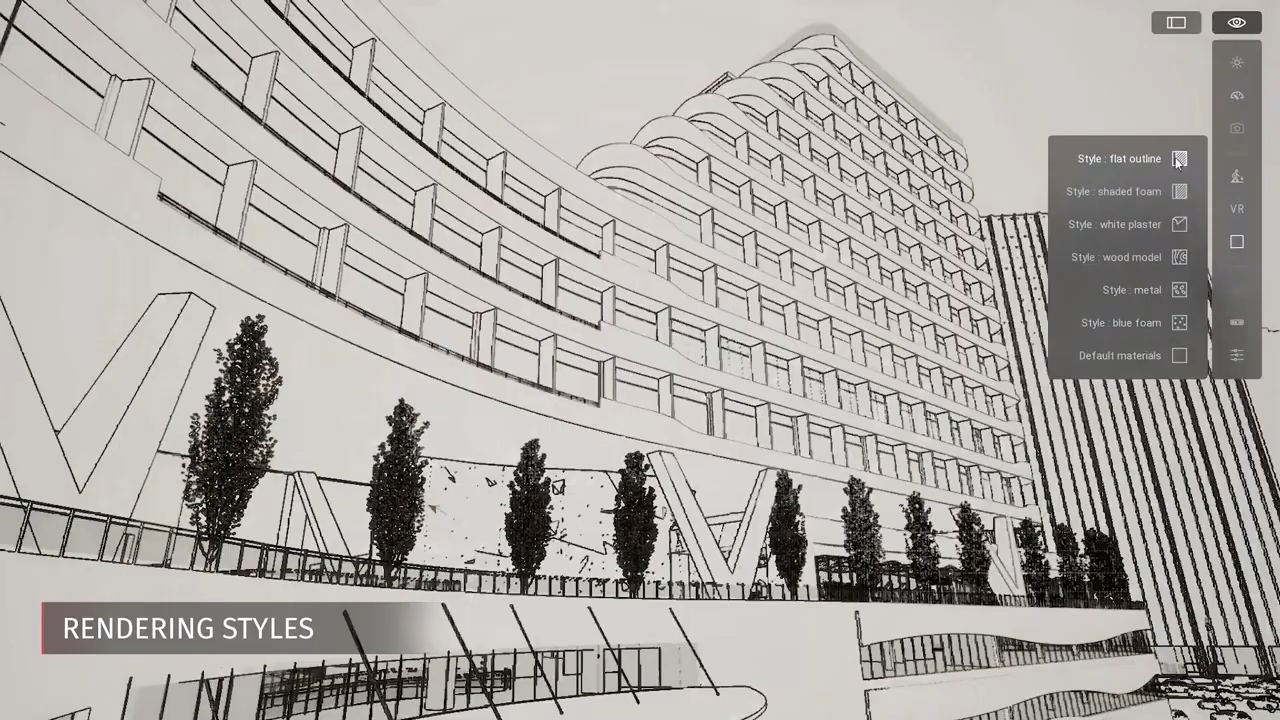 Style : flat outline
Style : shaded foam
Style : white plaster
Style : wood model
Style : metal
Style : blue foam
Default materials
VR
RENDERING STYLES